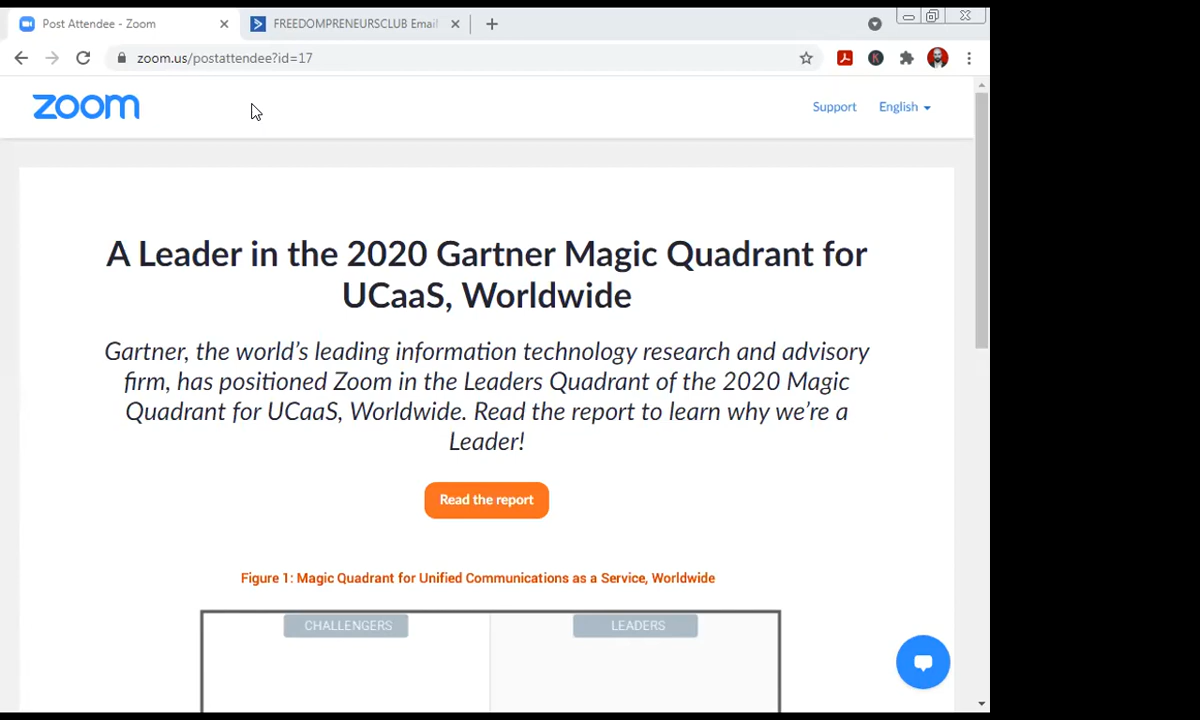 Post Attendee - Zoom
FREEDOMPRENEURSCLUB Email
zoom.us/postattendee?id=17
K
zoom
Support
English
A Leader in the 2020 Gartner Magic Quadrant for
UCaaS, Worldwide
Gartner, the world's leading information technology research and advisory
firm, has positioned Zoom in the Leaders Quadrant of the 2020 Magic
Quadrant for UCaaS, Worldwide. Read the report to learn why we're a
Leader!
Read the report
Figure 1: Magic Quadrant for Unified Communications as a Service, Worldwide
CHALLENGERS
LEADERS